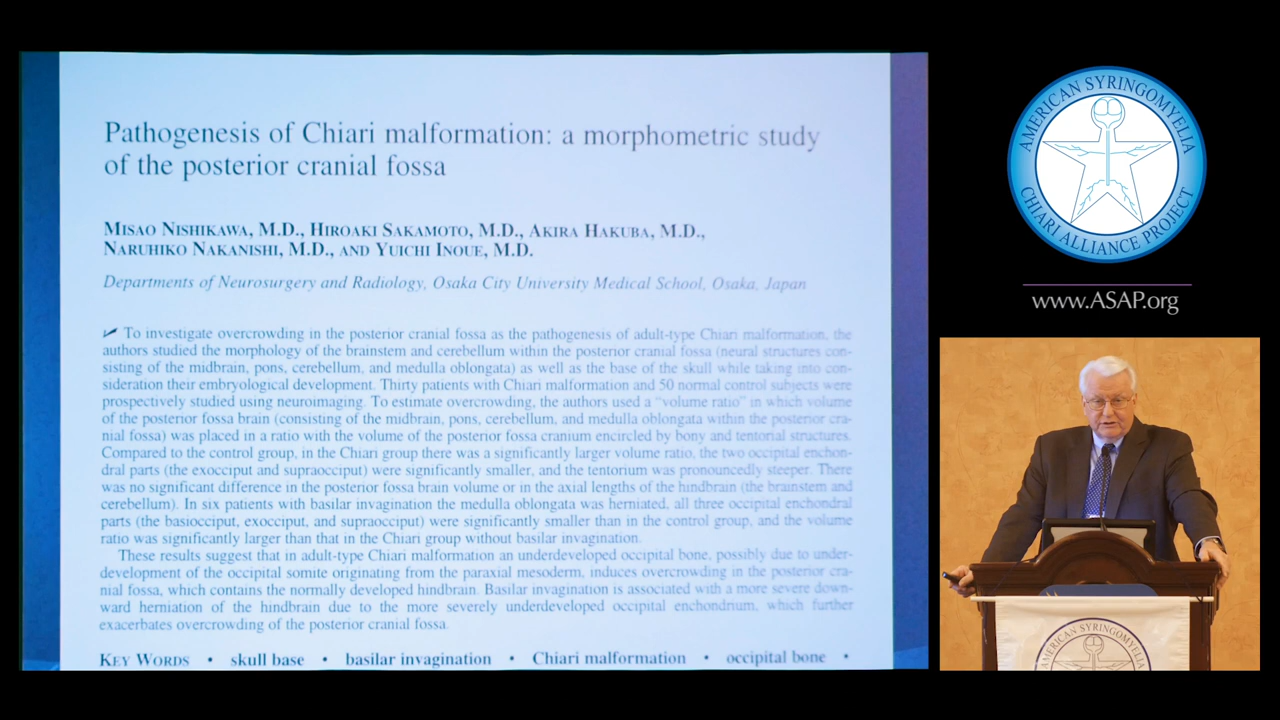 Pathogenesis of Chiari malformation: a morphometric study
of the posterior cranial fossa
MISAO NISHIKAWA, M.D., HIROAKI SAKAMOTO, M.D., AKIRA HAKUBA, M.D.,
NARUHIKO NAKANISHI, M.D., AND YUICHI INOUE, M.D.
Departments of Neurosurgery and Radiology, Osaka City University Medical School, Osaka, Japan
To investigate overcrowding in the posterior cranial fossa as the pathogenesis of adult-type Chiari malformation, the
authors studied the morphology of the brainstem and cerebellum within the posterior cranial fossa (neural structures con-
sisting of the midbrain, pons, cerebellum, and medulla oblongata) as well as the base of the skull while taking into con-
sideration their embryological development. Thirty patients with Chiari malformation and 50 normal control subjects were
prospectively studied using neuroimaging. To estimate overcrowding, the authors used a "volume ratio" in which volume
of the posterior fossa brain (consisting of the midbrain, pons, cerebellum, and medulla oblongata within the posterior cra-
nial fossa) was placed in a ratio with the volume of the posterior fossa cranium encircled by bony and tentorial structures.
Compared to the control group, in the Chiari group there was a significantly larger volume ratio, the two occipital enchon-
dral parts (the exocciput and supraocciput) were significantly smaller, and the tentorium was pronouncedly steeper. There
was no significant difference in the posterior fossa brain volume or in the axial lengths of the hindbrain (the brainstem and
cerebellum). In six patients with basilar invagination the medulla oblongata was herniated, all three occipital enchondral
parts (the basiocciput, exocciput, and supraocciput) were significantly smaller than in the control group, and the volume
ratio was significantly larger than that in the Chiari group without basilar invagination.
These results suggest that in adult-type Chiari malformation an underdeveloped occipital bone, possibly due to under-
development of the occipital somite originating from the paraxial mesoderm, induces overcrowding in the posterior cra-
nial fossa, which contains the normally developed hindbrain. Basilar invagination is associated with a more severe down-
ward herniation of the hindbrain due to the more severely underdeveloped occipital enchondrium, which further
exacerbates overcrowding of the posterior cranial fossa.
KEY WORDS • skull base • basilar invagination • Chiari malformation • occipital bone •
AMERICAN SYRINGOMYELIA
CHIARI ALLIANCE PROJECT
www.ASAP.org
AMERICAN SYRINGOMYELIA